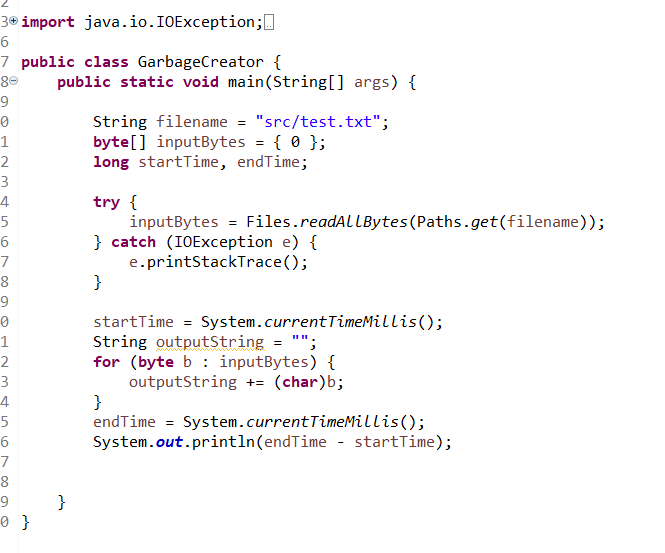 2
3 import java.io.IOException;
6
7 public class GarbageCreator {
8 public static void main(String[] args) {
9
0 String filename = "src/test.txt";
1 byte[] inputBytes = { 0 };
2 long startTime, endTime;
3
4 try {
5 inputBytes = Files.readAllBytes(Paths.get(filename));
6 } catch (IOException e) {
7 e.printStackTrace();
8 }
9
0 startTime = System.currentTimeMillis();
1 String outputString = "";
2 for (byte b : inputBytes) {
3 outputString += (char)b;
4 }
5 endTime = System.currentTimeMillis();
6 System.out.println(endTime - startTime);
7
8
9 }
0 }